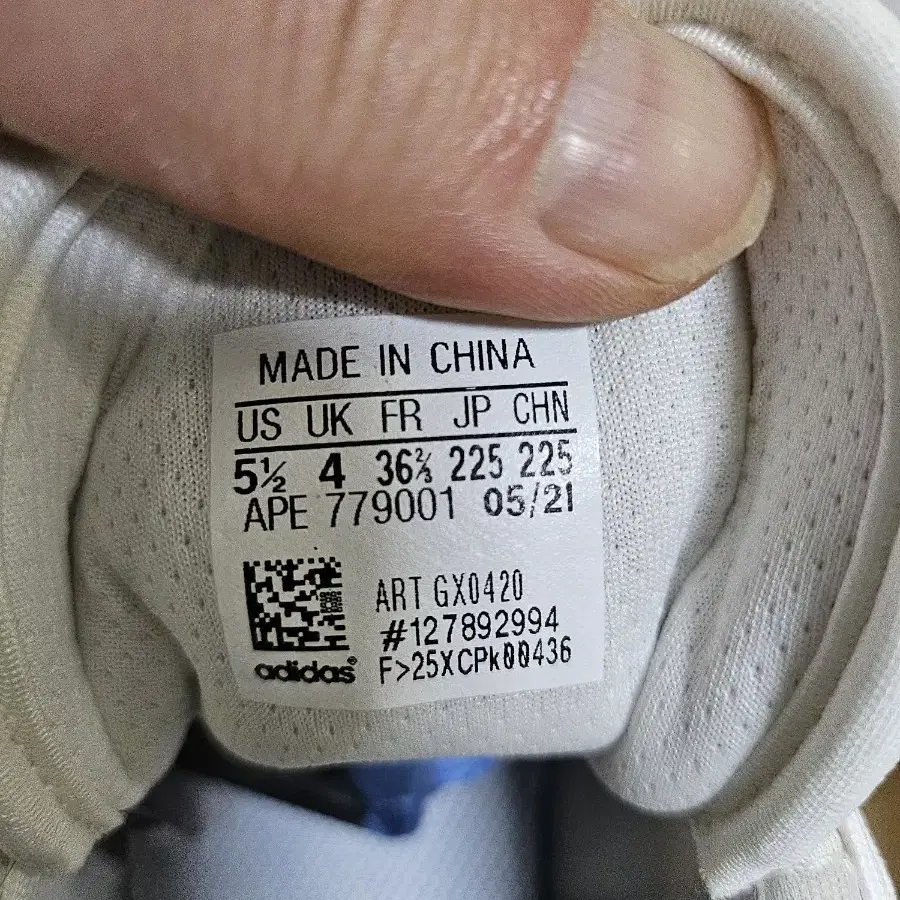 MADE IN CHINA
US UK FR JP CHN
5½ 4 36⅔ 225 225
APE 779001 05/21
ART GX0420
#127892994
F>25XCPk00436
adidas®